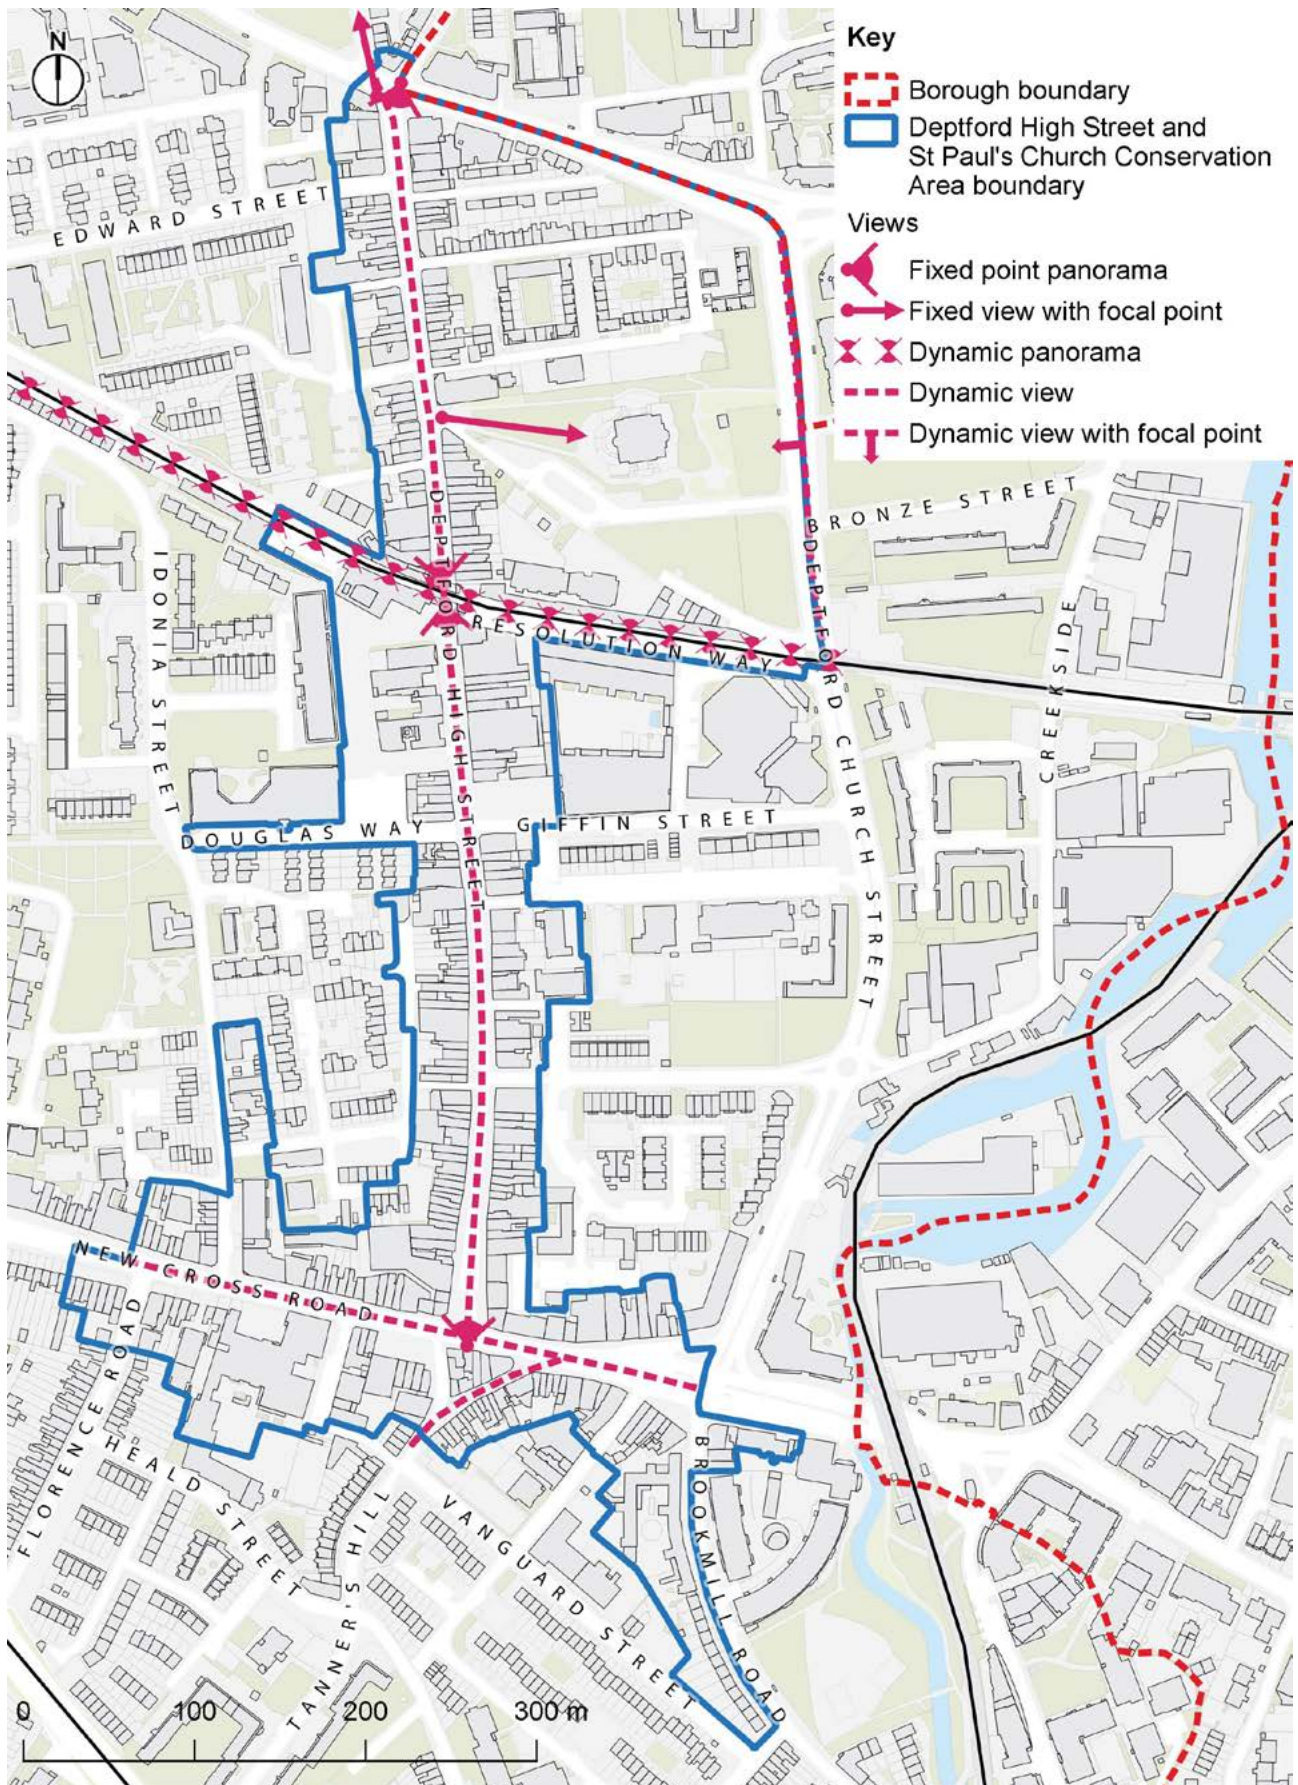 N
Key
Borough boundary
Deptford High Street and
St Paul's Church Conservation
Area boundary
Views
Fixed point panorama
Fixed view with focal point
Dynamic panorama
Dynamic view
Dynamic view with focal point
EDWARD STREET
BRONZE STREET
IDONIA STREET
DEPTFORD HIGH STREET
RESOLUTION WAY
DEPTFORD CHURCH STREET
CREEKSIDE
DOUGLAS WAY
GIFFIN STREET
NEW CROSS ROAD
FLORENCE ROAD
HEALD STREET
TANNER'S HILL
VANGUARD STREET
BROOKMILL ROAD
0 100 200 300 m